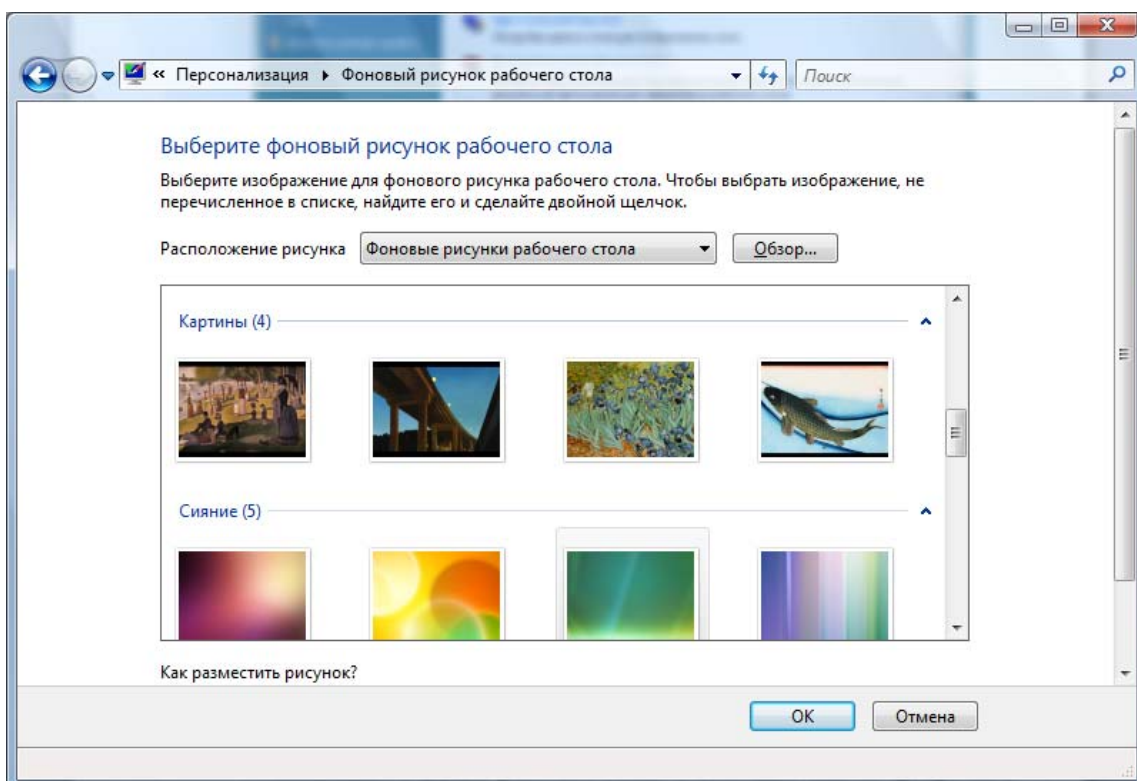 « Персонализация ▸ Фоновый рисунок рабочего стола
Поиск
Выберите фоновый рисунок рабочего стола
Выберите изображение для фонового рисунка рабочего стола. Чтобы выбрать изображение, не
перечисленное в списке, найдите его и сделайте двойной щелчок.
Расположение рисунка Фоновые рисунки рабочего стола Обзор...
Картины (4)
Сияние (5)
Как разместить рисунок?
ОК Отмена